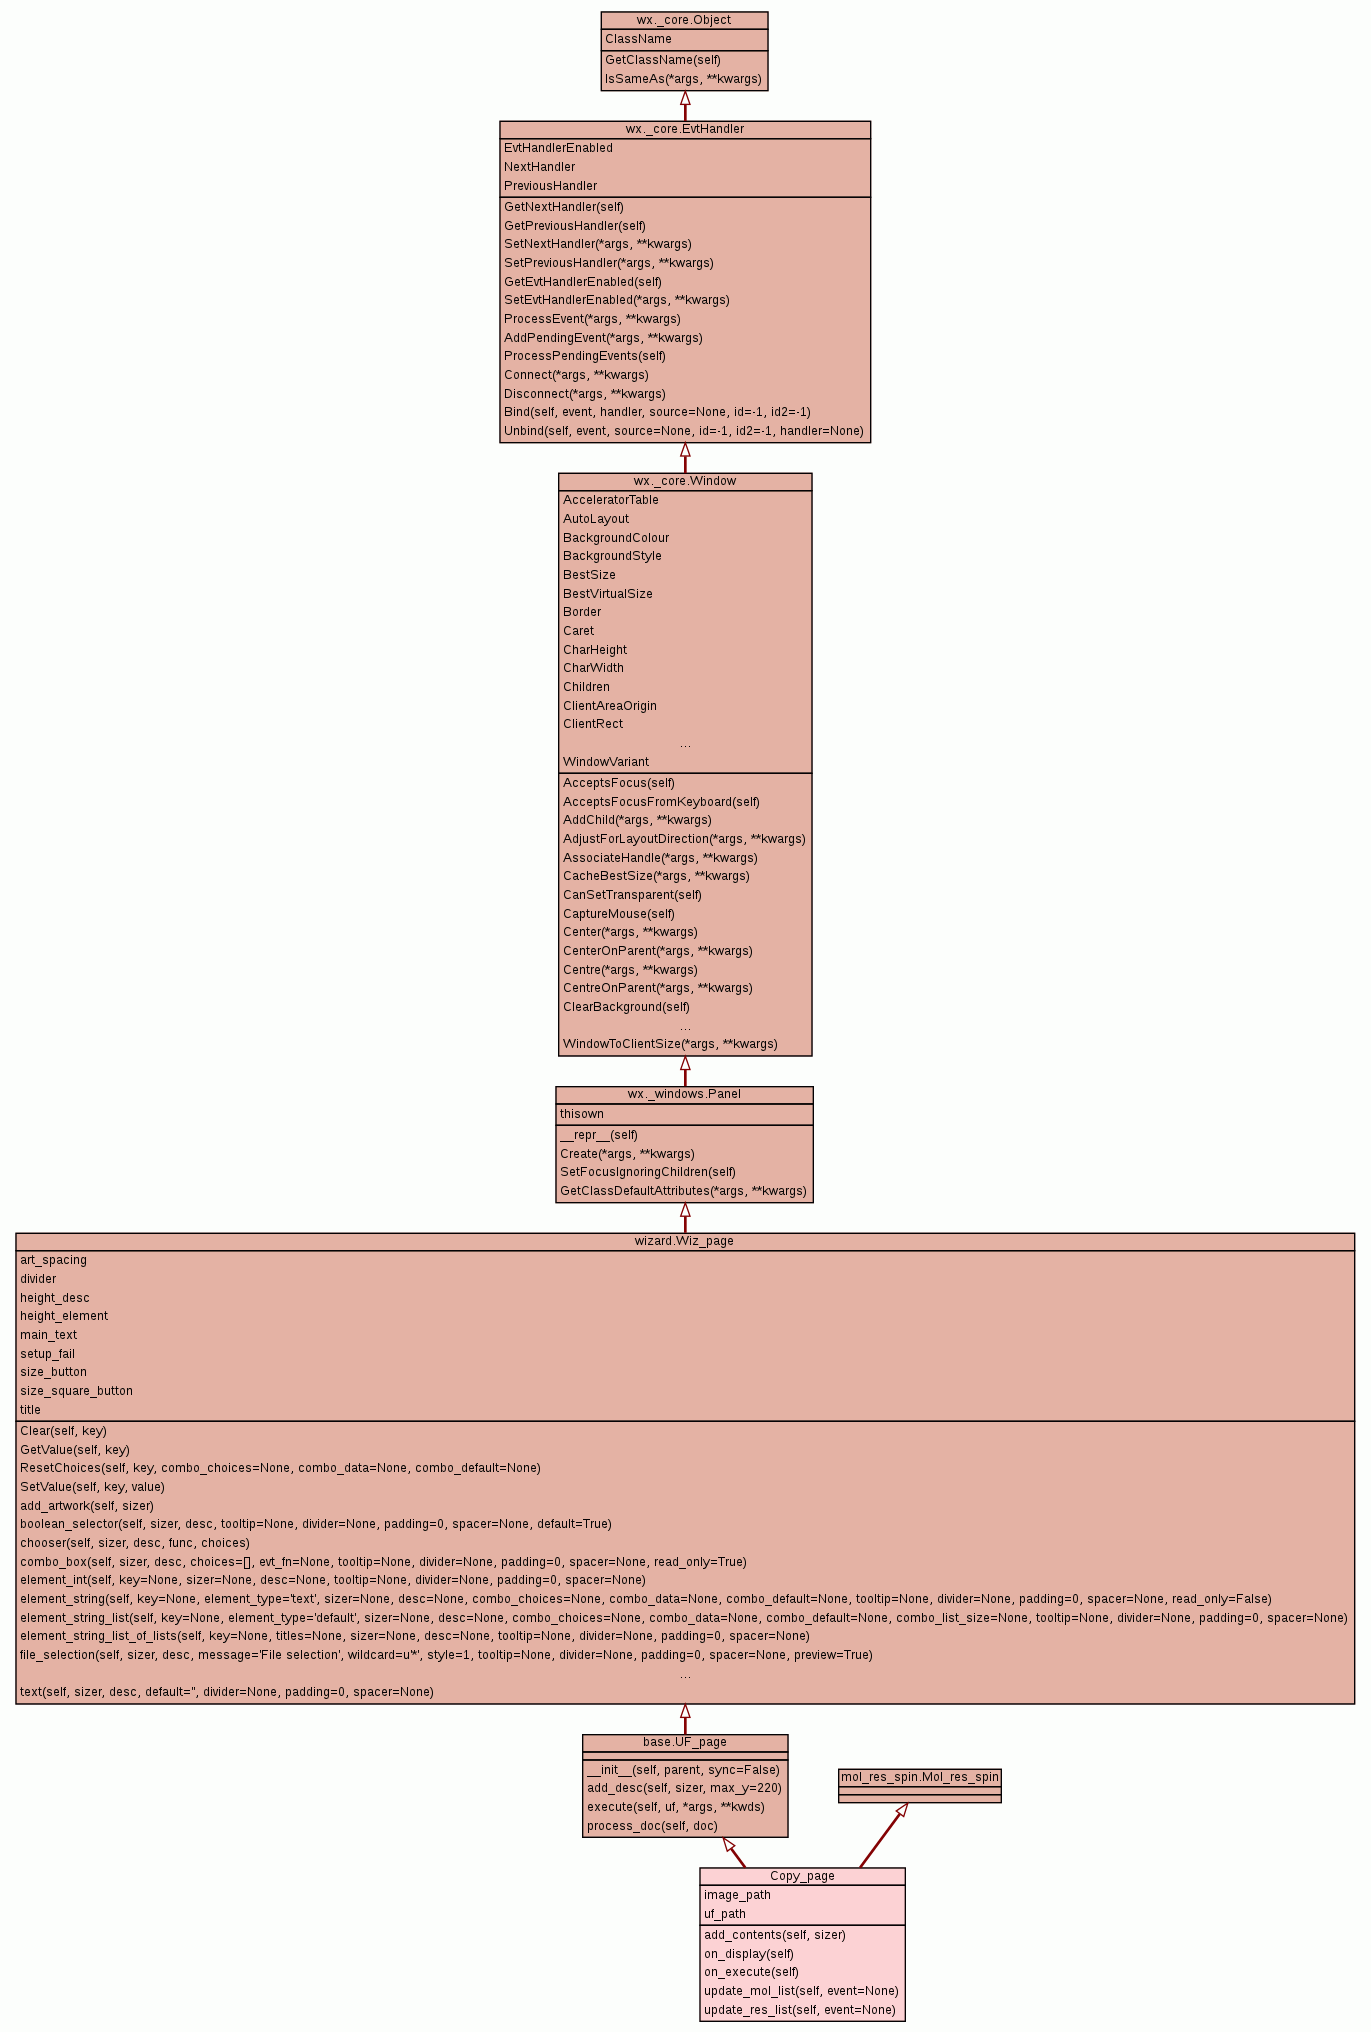 wx._core.Object
ClassName
GetClassName(self)
IsSameAs(*args, **kwargs)
wx._core.EvtHandler
EvtHandlerEnabled
NextHandler
PreviousHandler
GetNextHandler(self)
GetPreviousHandler(self)
SetNextHandler(*args, **kwargs)
SetPreviousHandler(*args, **kwargs)
GetEvtHandlerEnabled(self)
SetEvtHandlerEnabled(*args, **kwargs)
ProcessEvent(*args, **kwargs)
AddPendingEvent(*args, **kwargs)
ProcessPendingEvents(self)
Connect(*args, **kwargs)
Disconnect(*args, **kwargs)
Bind(self, event, handler, source=None, id=-1, id2=-1)
Unbind(self, event, source=None, id=-1, id2=-1, handler=None)
wx._core.Window
AcceleratorTable
AutoLayout
BackgroundColour
BackgroundStyle
BestSize
BestVirtualSize
Border
Caret
CharHeight
CharWidth
Children
ClientAreaOrigin
ClientRect
...
WindowVariant
AcceptsFocus(self)
AcceptsFocusFromKeyboard(self)
AddChild(*args, **kwargs)
AdjustForLayoutDirection(*args, **kwargs)
AssociateHandle(*args, **kwargs)
CacheBestSize(*args, **kwargs)
CanSetTransparent(self)
CaptureMouse(self)
Center(*args, **kwargs)
CenterOnParent(*args, **kwargs)
Centre(*args, **kwargs)
CentreOnParent(*args, **kwargs)
ClearBackground(self)
...
WindowToClientSize(*args, **kwargs)
wx._windows.Panel
thisown
__repr__(self)
Create(*args, **kwargs)
SetFocusIgnoringChildren(self)
GetClassDefaultAttributes(*args, **kwargs)
wizard.Wiz_page
art_spacing
divider
height_desc
height_element
main_text
setup_fail
size_button
size_square_button
title
Clear(self, key)
GetValue(self, key)
ResetChoices(self, key, combo_choices=None, combo_data=None, combo_default=None)
SetValue(self, key, value)
add_artwork(self, sizer)
boolean_selector(self, sizer, desc, tooltip=None, divider=None, padding=0, spacer=None, default=True)
chooser(self, sizer, desc, func, choices)
combo_box(self, sizer, desc, choices=[], evt_fn=None, tooltip=None, divider=None, padding=0, spacer=None, read_only=True)
element_int(self, key=None, sizer=None, desc=None, tooltip=None, divider=None, padding=0, spacer=None)
element_string(self, key=None, element_type='text', sizer=None, desc=None, combo_choices=None, combo_data=None, combo_default=None, tooltip=None, divider=None, padding=0, spacer=None, read_only=False)
element_string_list(self, key=None, element_type='default', sizer=None, desc=None, combo_choices=None, combo_data=None, combo_default=None, combo_list_size=None, tooltip=None, divider=None, padding=0, spacer=None)
element_string_list_of_lists(self, key=None, titles=None, sizer=None, desc=None, tooltip=None, divider=None, padding=0, spacer=None)
file_selection(self, sizer, desc, message='File selection', wildcard=u'*', style=1, tooltip=None, divider=None, padding=0, spacer=None, preview=True)
...
text(self, sizer, desc, default='', divider=None, padding=0, spacer=None)
base.UF_page
__init__(self, parent, sync=False)
add_desc(self, sizer, max_y=220)
execute(self, uf, *args, **kwds)
process_doc(self, doc)
mol_res_spin.Mol_res_spin
Copy_page
image_path
uf_path
add_contents(self, sizer)
on_display(self)
on_execute(self)
update_mol_list(self, event=None)
update_res_list(self, event=None)